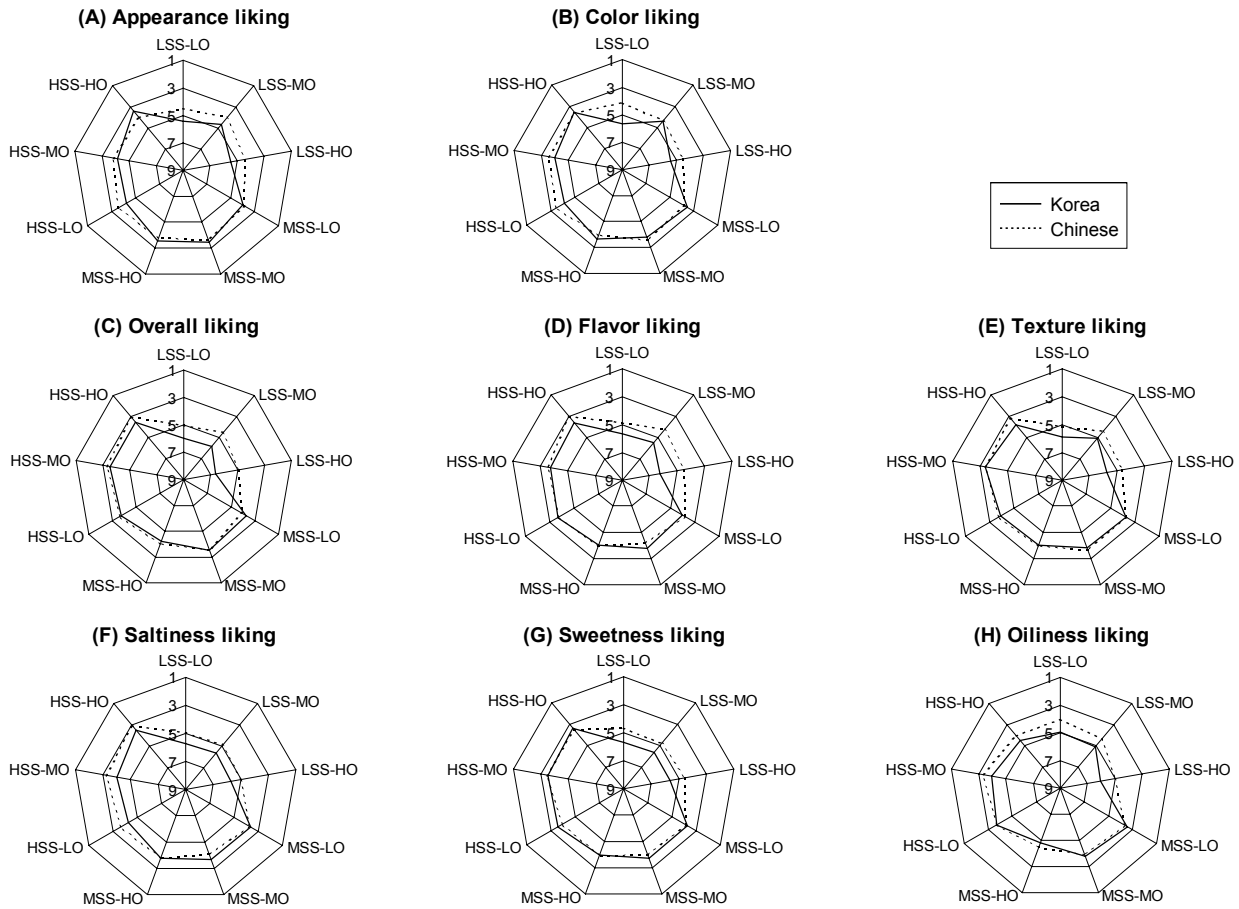 (A) Appearance liking
LSS-LO
LSS-MO
LSS-HO
MSS-LO
MSS-MO
MSS-HO
HSS-LO
HSS-MO
HSS-HO
1
3
5
7
9
(B) Color liking
LSS-LO
LSS-MO
LSS-HO
MSS-LO
MSS-MO
MSS-HO
HSS-LO
HSS-MO
HSS-HO
1
3
5
7
9
Korea
Chinese
(C) Overall liking
LSS-LO
LSS-MO
LSS-HO
MSS-LO
MSS-MO
MSS-HO
HSS-LO
HSS-MO
HSS-HO
1
3
5
7
9
(D) Flavor liking
LSS-LO
LSS-MO
LSS-HO
MSS-LO
MSS-MO
MSS-HO
HSS-LO
HSS-MO
HSS-HO
1
3
5
7
9
(E) Texture liking
LSS-LO
LSS-MO
LSS-HO
MSS-LO
MSS-MO
MSS-HO
HSS-LO
HSS-MO
HSS-HO
1
3
5
7
9
(F) Saltiness liking
LSS-LO
LSS-MO
LSS-HO
MSS-LO
MSS-MO
MSS-HO
HSS-LO
HSS-MO
HSS-HO
1
3
5
7
9
(G) Sweetness liking
LSS-LO
LSS-MO
LSS-HO
MSS-LO
MSS-MO
MSS-HO
HSS-LO
HSS-MO
HSS-HO
1
3
5
7
9
(H) Oiliness liking
LSS-LO
LSS-MO
LSS-HO
MSS-LO
MSS-MO
MSS-HO
HSS-LO
HSS-MO
HSS-HO
1
3
5
7
9